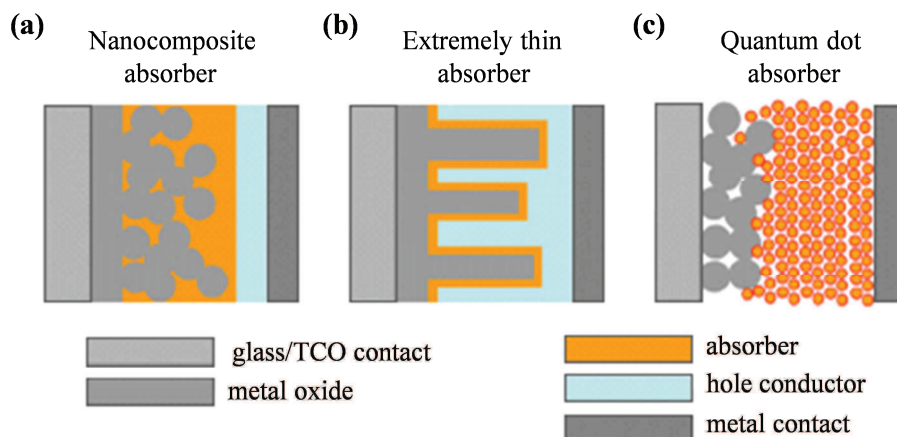 (a)
Nanocomposite
absorber
(b)
Extremely thin
absorber
(c)
Quantum dot
absorber
glass/TCO contact
metal oxide
absorber
hole conductor
metal contact